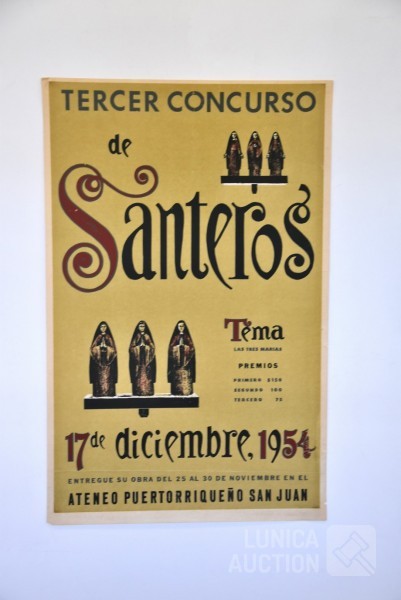 TERCER CONCURSO
de
Santeros
Tema
LAS TRES MARIAS
PREMIOS
PRIMERO $150
SEGUNDO 100
TERCERO 75
17 de diciembre, 1954
ENTREGUE SU OBRA DEL 25 AL 30 DE NOVIEMBRE EN EL
ATENEO PUERTORRIQUEÑO SAN JUAN
LUNICA
AUCTION